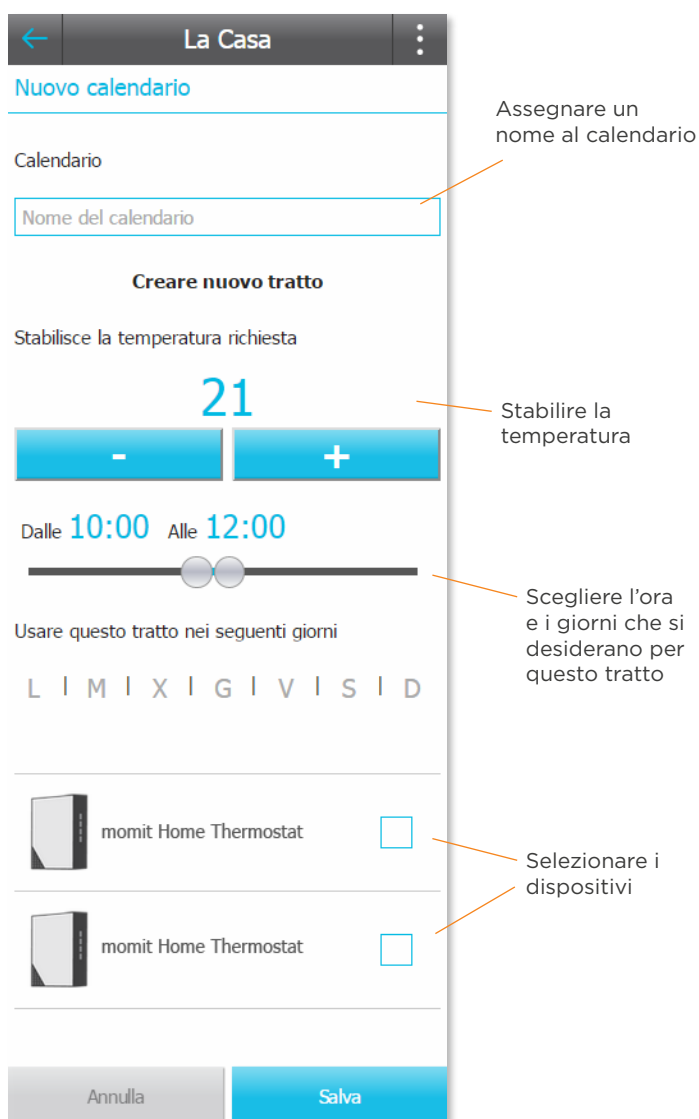 La Casa
Nuovo calendario
Assegnare un
nome al calendario
Calendario
Nome del calendario
Creare nuovo tratto
Stabilisce la temperatura richiesta
21
- +
Stabilire la
temperatura
Dalle 10:00 Alle 12:00
Scegliere l'ora
e i giorni che si
desiderano per
questo tratto
Usare questo tratto nei seguenti giorni
L | M | X | G | V | S | D
momit Home Thermostat
Selezionare i
dispositivi
momit Home Thermostat
Annulla Salva